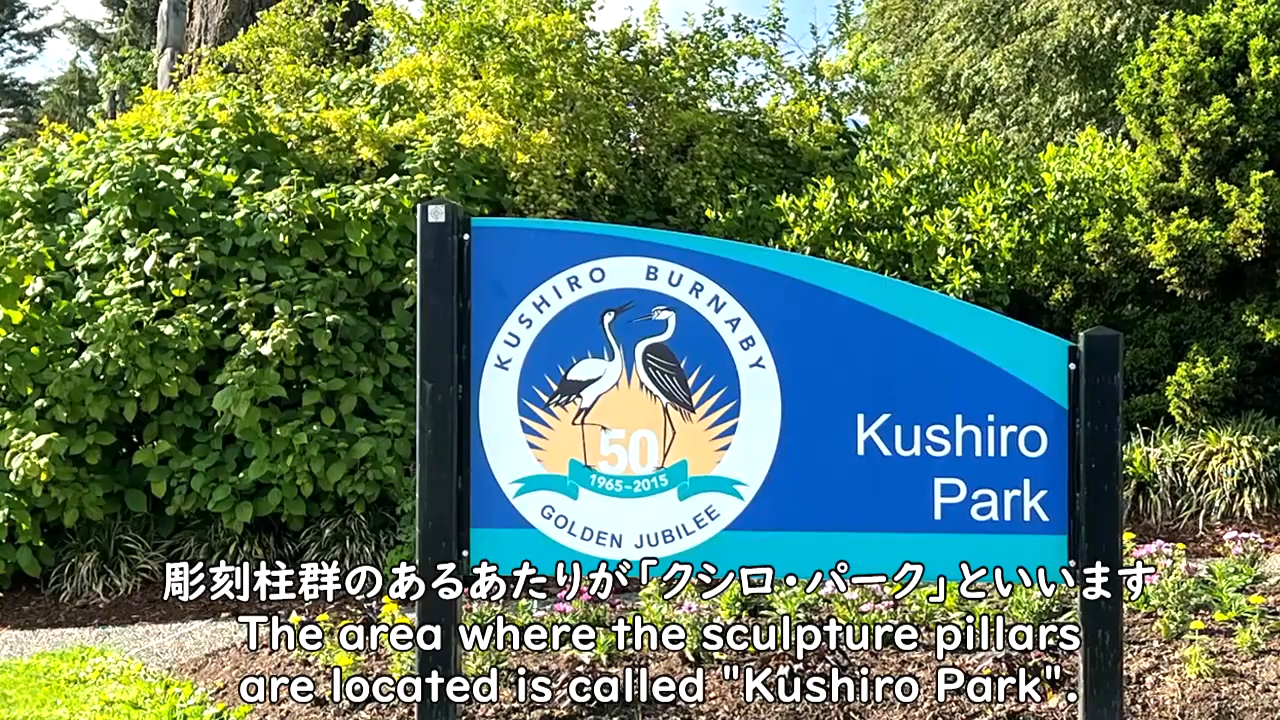 KUSHIRO BURNABY
50
1965-2015
GOLDEN JUBILEE
Kushiro
Park
彫刻柱群のあるあたりが「クシロ・パーク」といいます
The area where the sculpture pillars
are located is called "Kushiro Park".